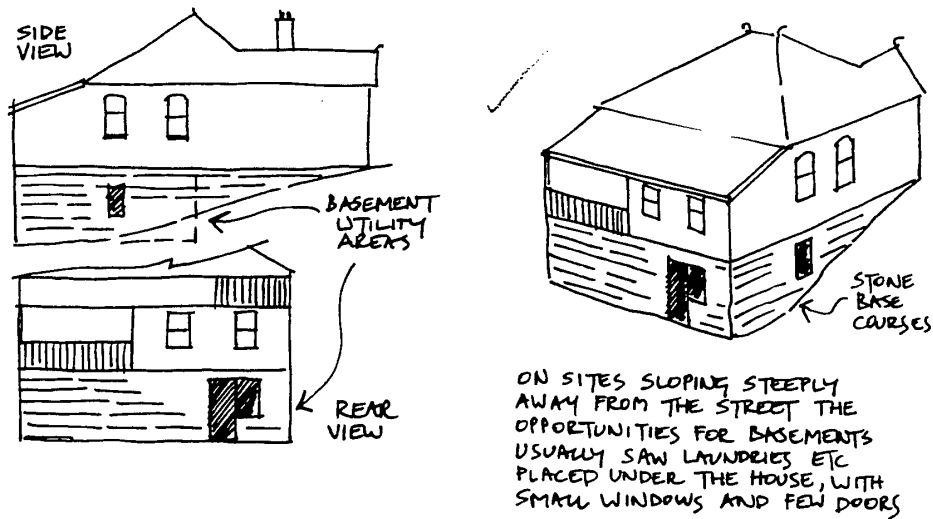 SIDE
VIEW
BASEMENT
UTILITY
AREAS
REAR
VIEW
STONE
BASE
COURSES
ON SITES SLOPING STEEPLY
AWAY FROM THE STREET THE
OPPORTUNITIES FOR BASEMENTS
USUALLY SAW LAUNDRIES ETC
PLACED UNDER THE HOUSE, WITH
SMALL WINDOWS AND FEW DOORS